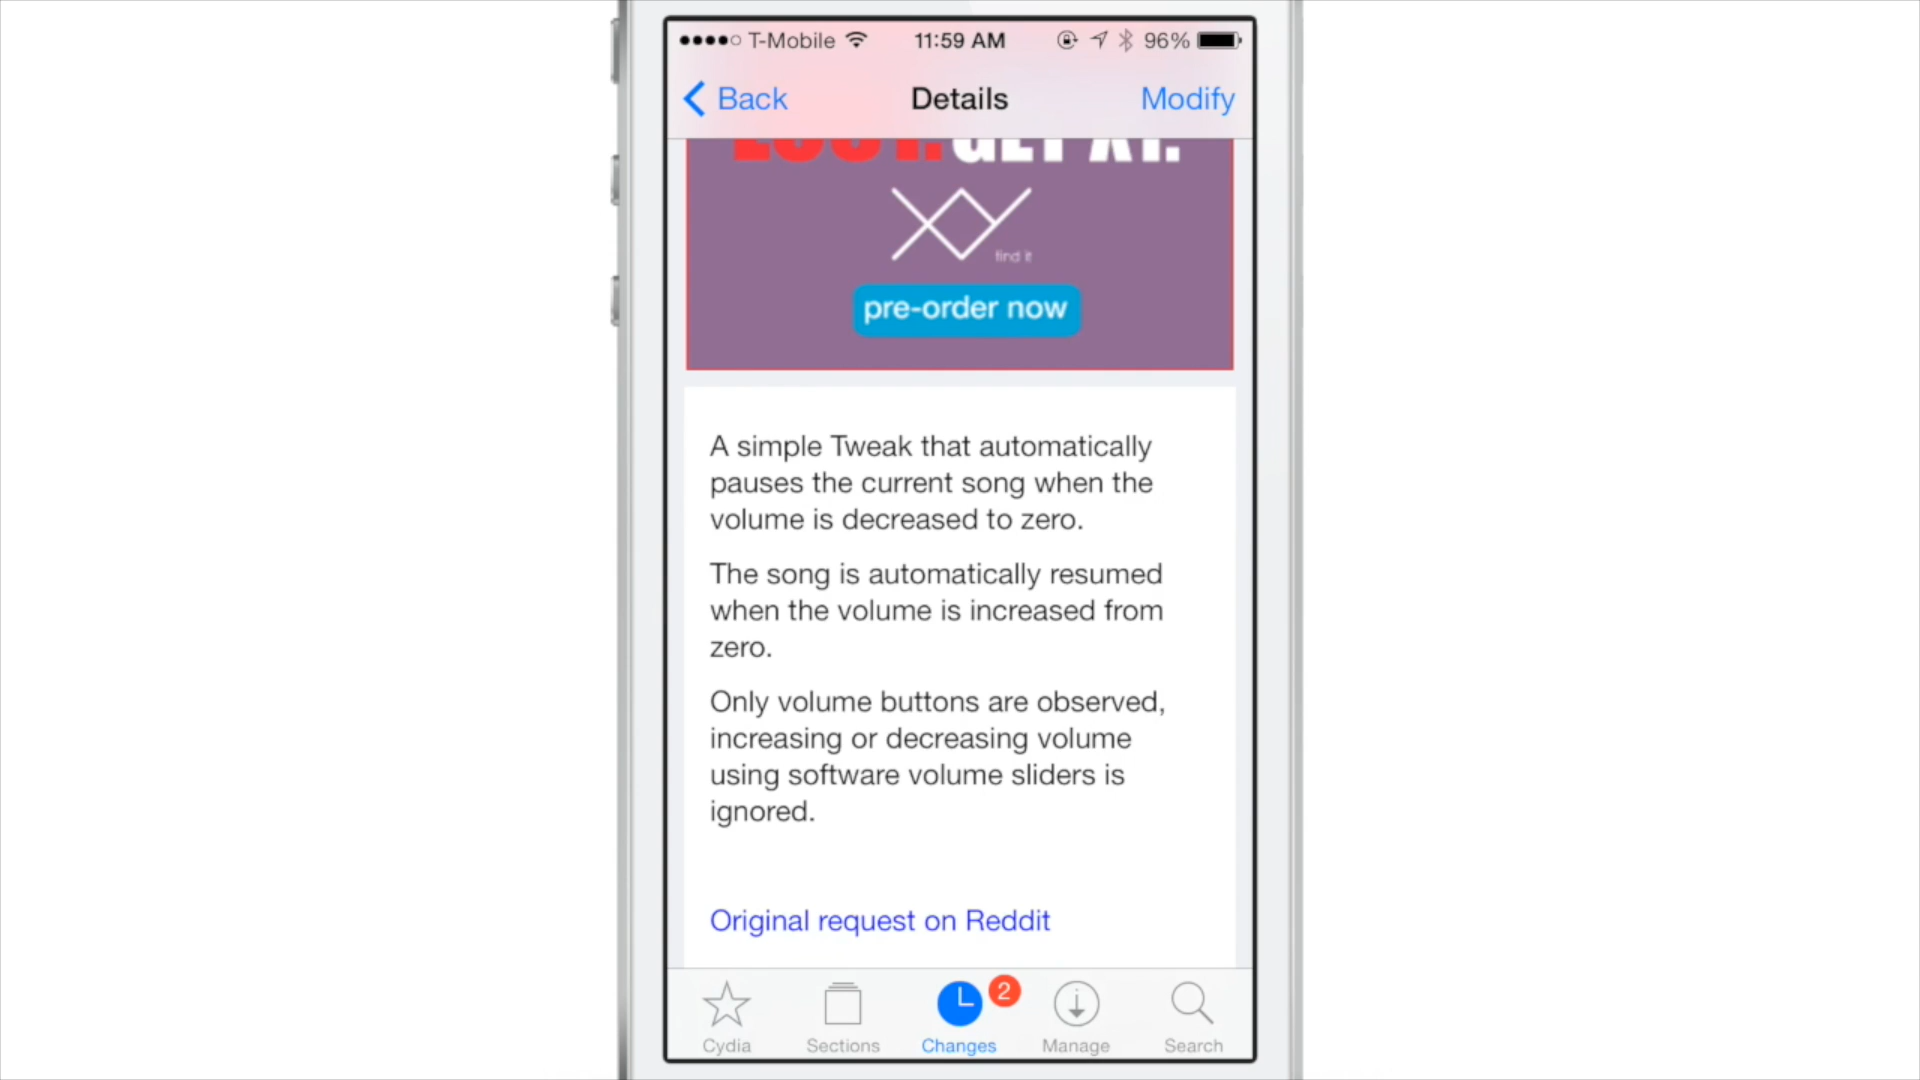 T-Mobile 11:59 AM 96%
Back Details Modify
GET XY.
find it
pre-order now
A simple Tweak that automatically
pauses the current song when the
volume is decreased to zero.
The song is automatically resumed
when the volume is increased from
zero.
Only volume buttons are observed,
increasing or decreasing volume
using software volume sliders is
ignored.
Original request on Reddit
2
Cydia Sections Changes Manage Search